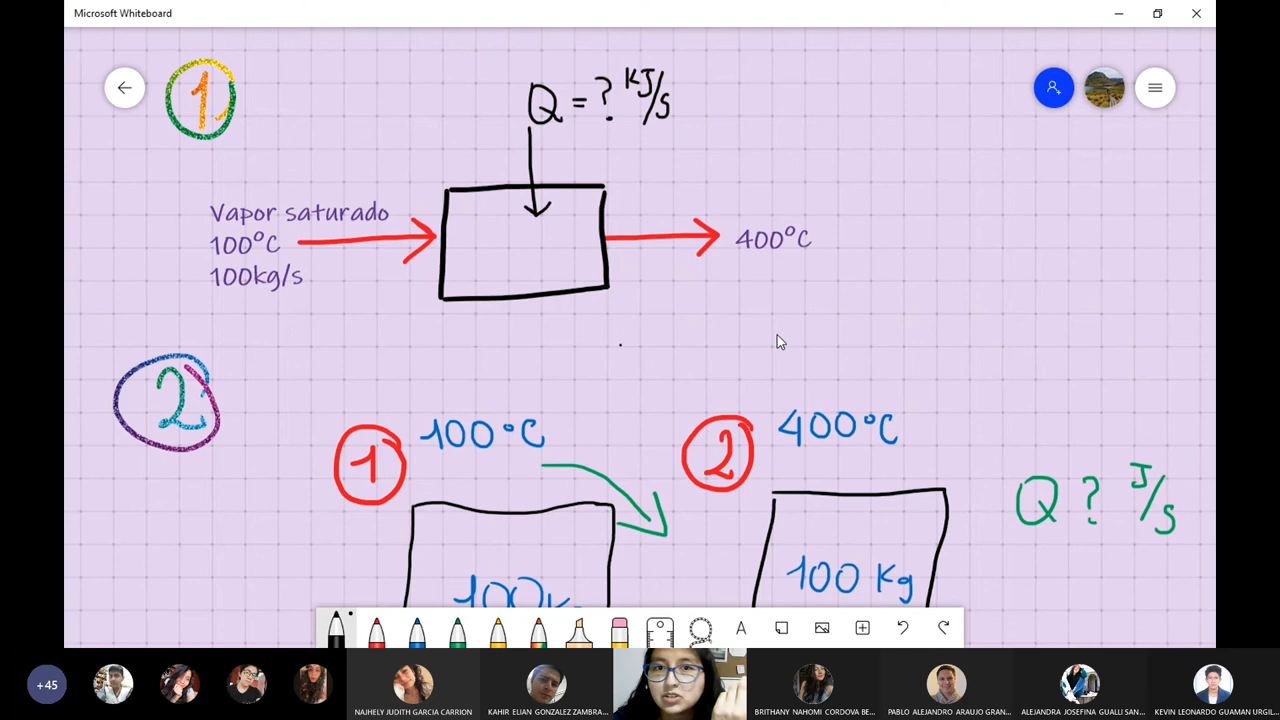 Microsoft Whiteboard
1
Q = ? KJ/s
Vapor saturado
100°C
100kg/s
400°C
2
1
100°C
2
400°C
Q ? J/s
100 Kg
100K
A
+45
NAJHELY JUDITH GARCIA CARRION
KAHIR ELIAN GONZALEZ ZAMBRA...
BRITHANY NAHOMI CORDOVA BE...
PABLO ALEJANDRO ARAUJO GRAN...
ALEJANDRA JOSEFINA GUALLI SAN...
KEVIN LEONARDO GUAMAN URGIL...